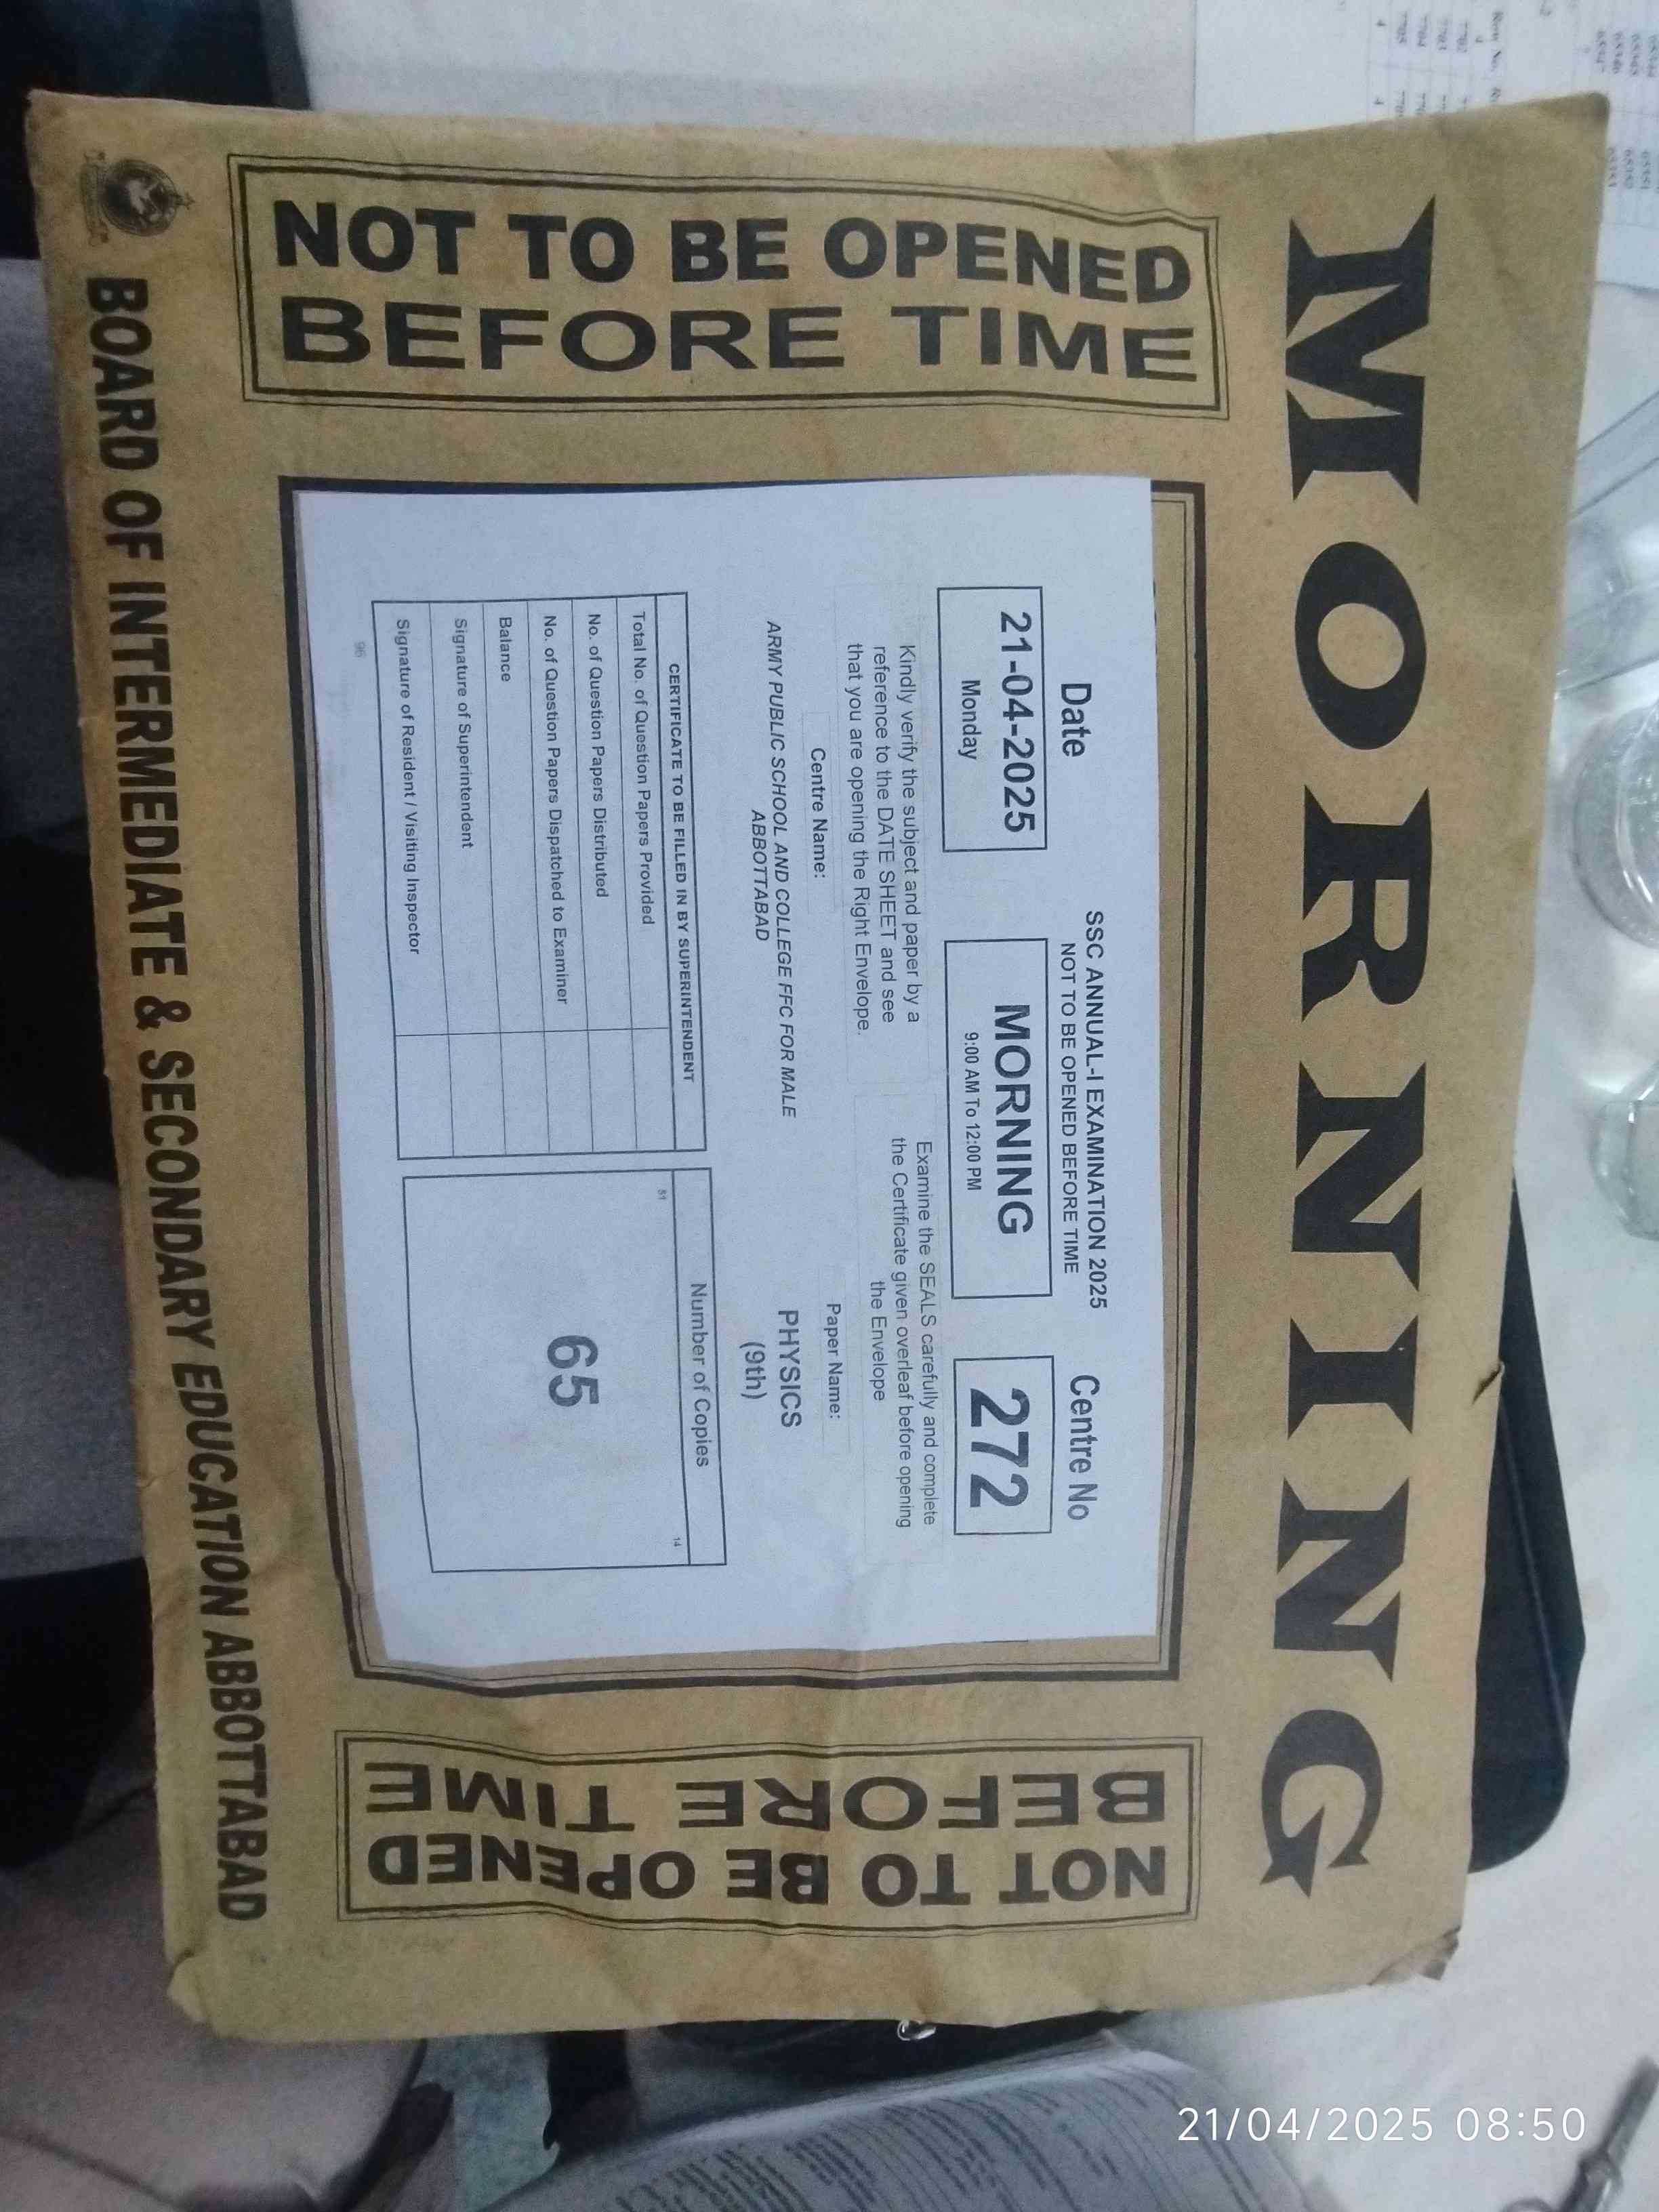 MORNING
NOT TO BE OPENED
BEFORE TIME
Date
21-04-2025
Monday
SSC ANNUAL-I EXAMINATION 2025
NOT TO BE OPENED BEFORE TIME
MORNING
9:00 AM To 12:00 PM
Centre No
272
Kindly verify the subject and paper by a
reference to the DATE SHEET and see
that you are opening the Right Envelope.
Examine the SEALS carefully and complete
the Certificate given overleaf before opening
the Envelope
Centre Name:
ARMY PUBLIC SCHOOL AND COLLEGE FFC FOR MALE
ABBOTTABAD
Paper Name:
PHYSICS
(9th)
CERTIFICATE TO BE FILLED IN BY SUPERINTENDENT
Total No. of Question Papers Provided
No. of Question Papers Distributed
No. of Question Papers Dispatched to Examiner
Balance
Signature of Superintendent
Signature of Resident / Visiting Inspector
Number of Copies
51
14
65
96
NOT TO BE OPENED
BEFORE TIME
BOARD OF INTERMEDIATE & SECONDARY EDUCATION ABBOTTABAD
21/04/2025 08:50